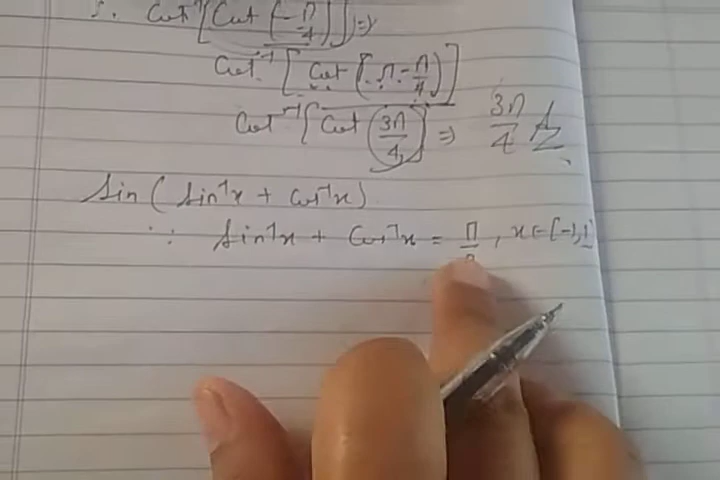 5. Cot⁻¹[Cot(-π/4)] ⇒
Cot⁻¹[Cot(π - π/4)]
Cot⁻¹[Cot(3π/4)] ⇒ 3π/4 A
Sin(Sin⁻¹x + Cos⁻¹x)
∵ Sin⁻¹x + Cos⁻¹x = π/2, x ∈ [-1,1]